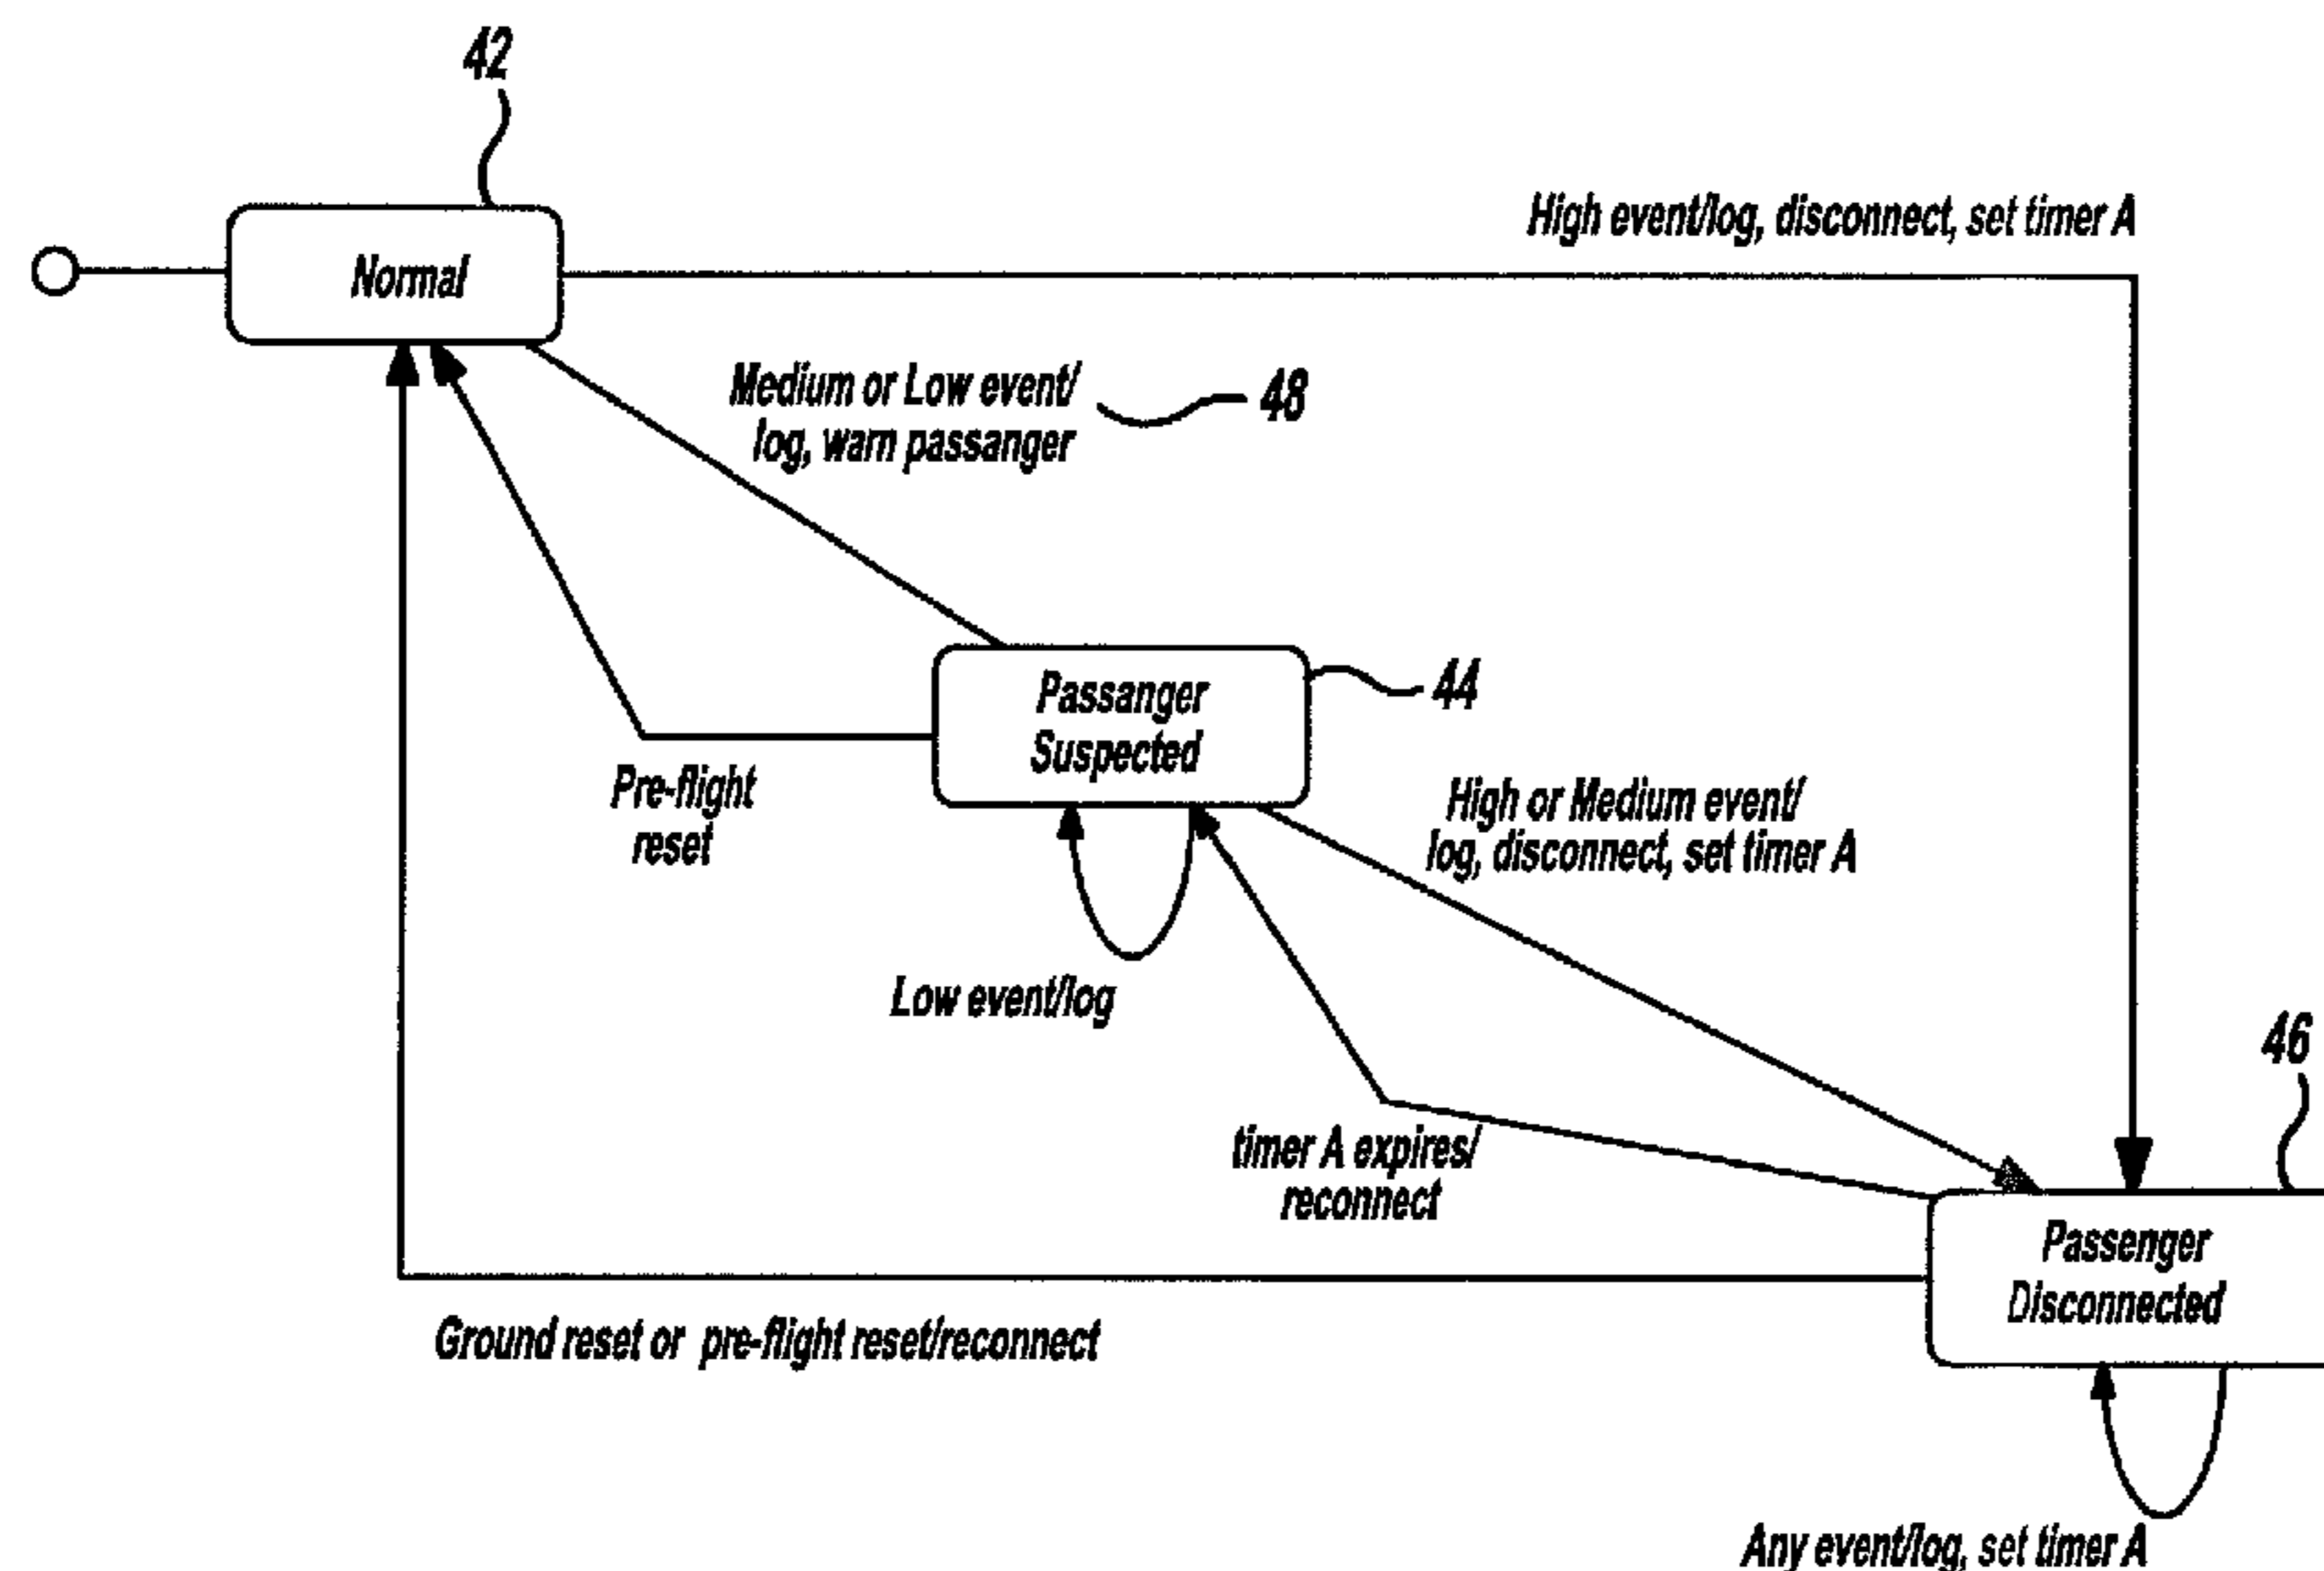 42
High event/log, disconnect, set timer A
Normal
Medium or Low event/
log, warn passanger
48
Passanger
Suspected
44
Pre-flight
reset
High or Medium event/
log, disconnect, set timer A
Low event/log
46
timer A expires/
reconnect
Passenger
Disconnected
Ground reset or pre-flight reset/reconnect
Any event/log, set timer A